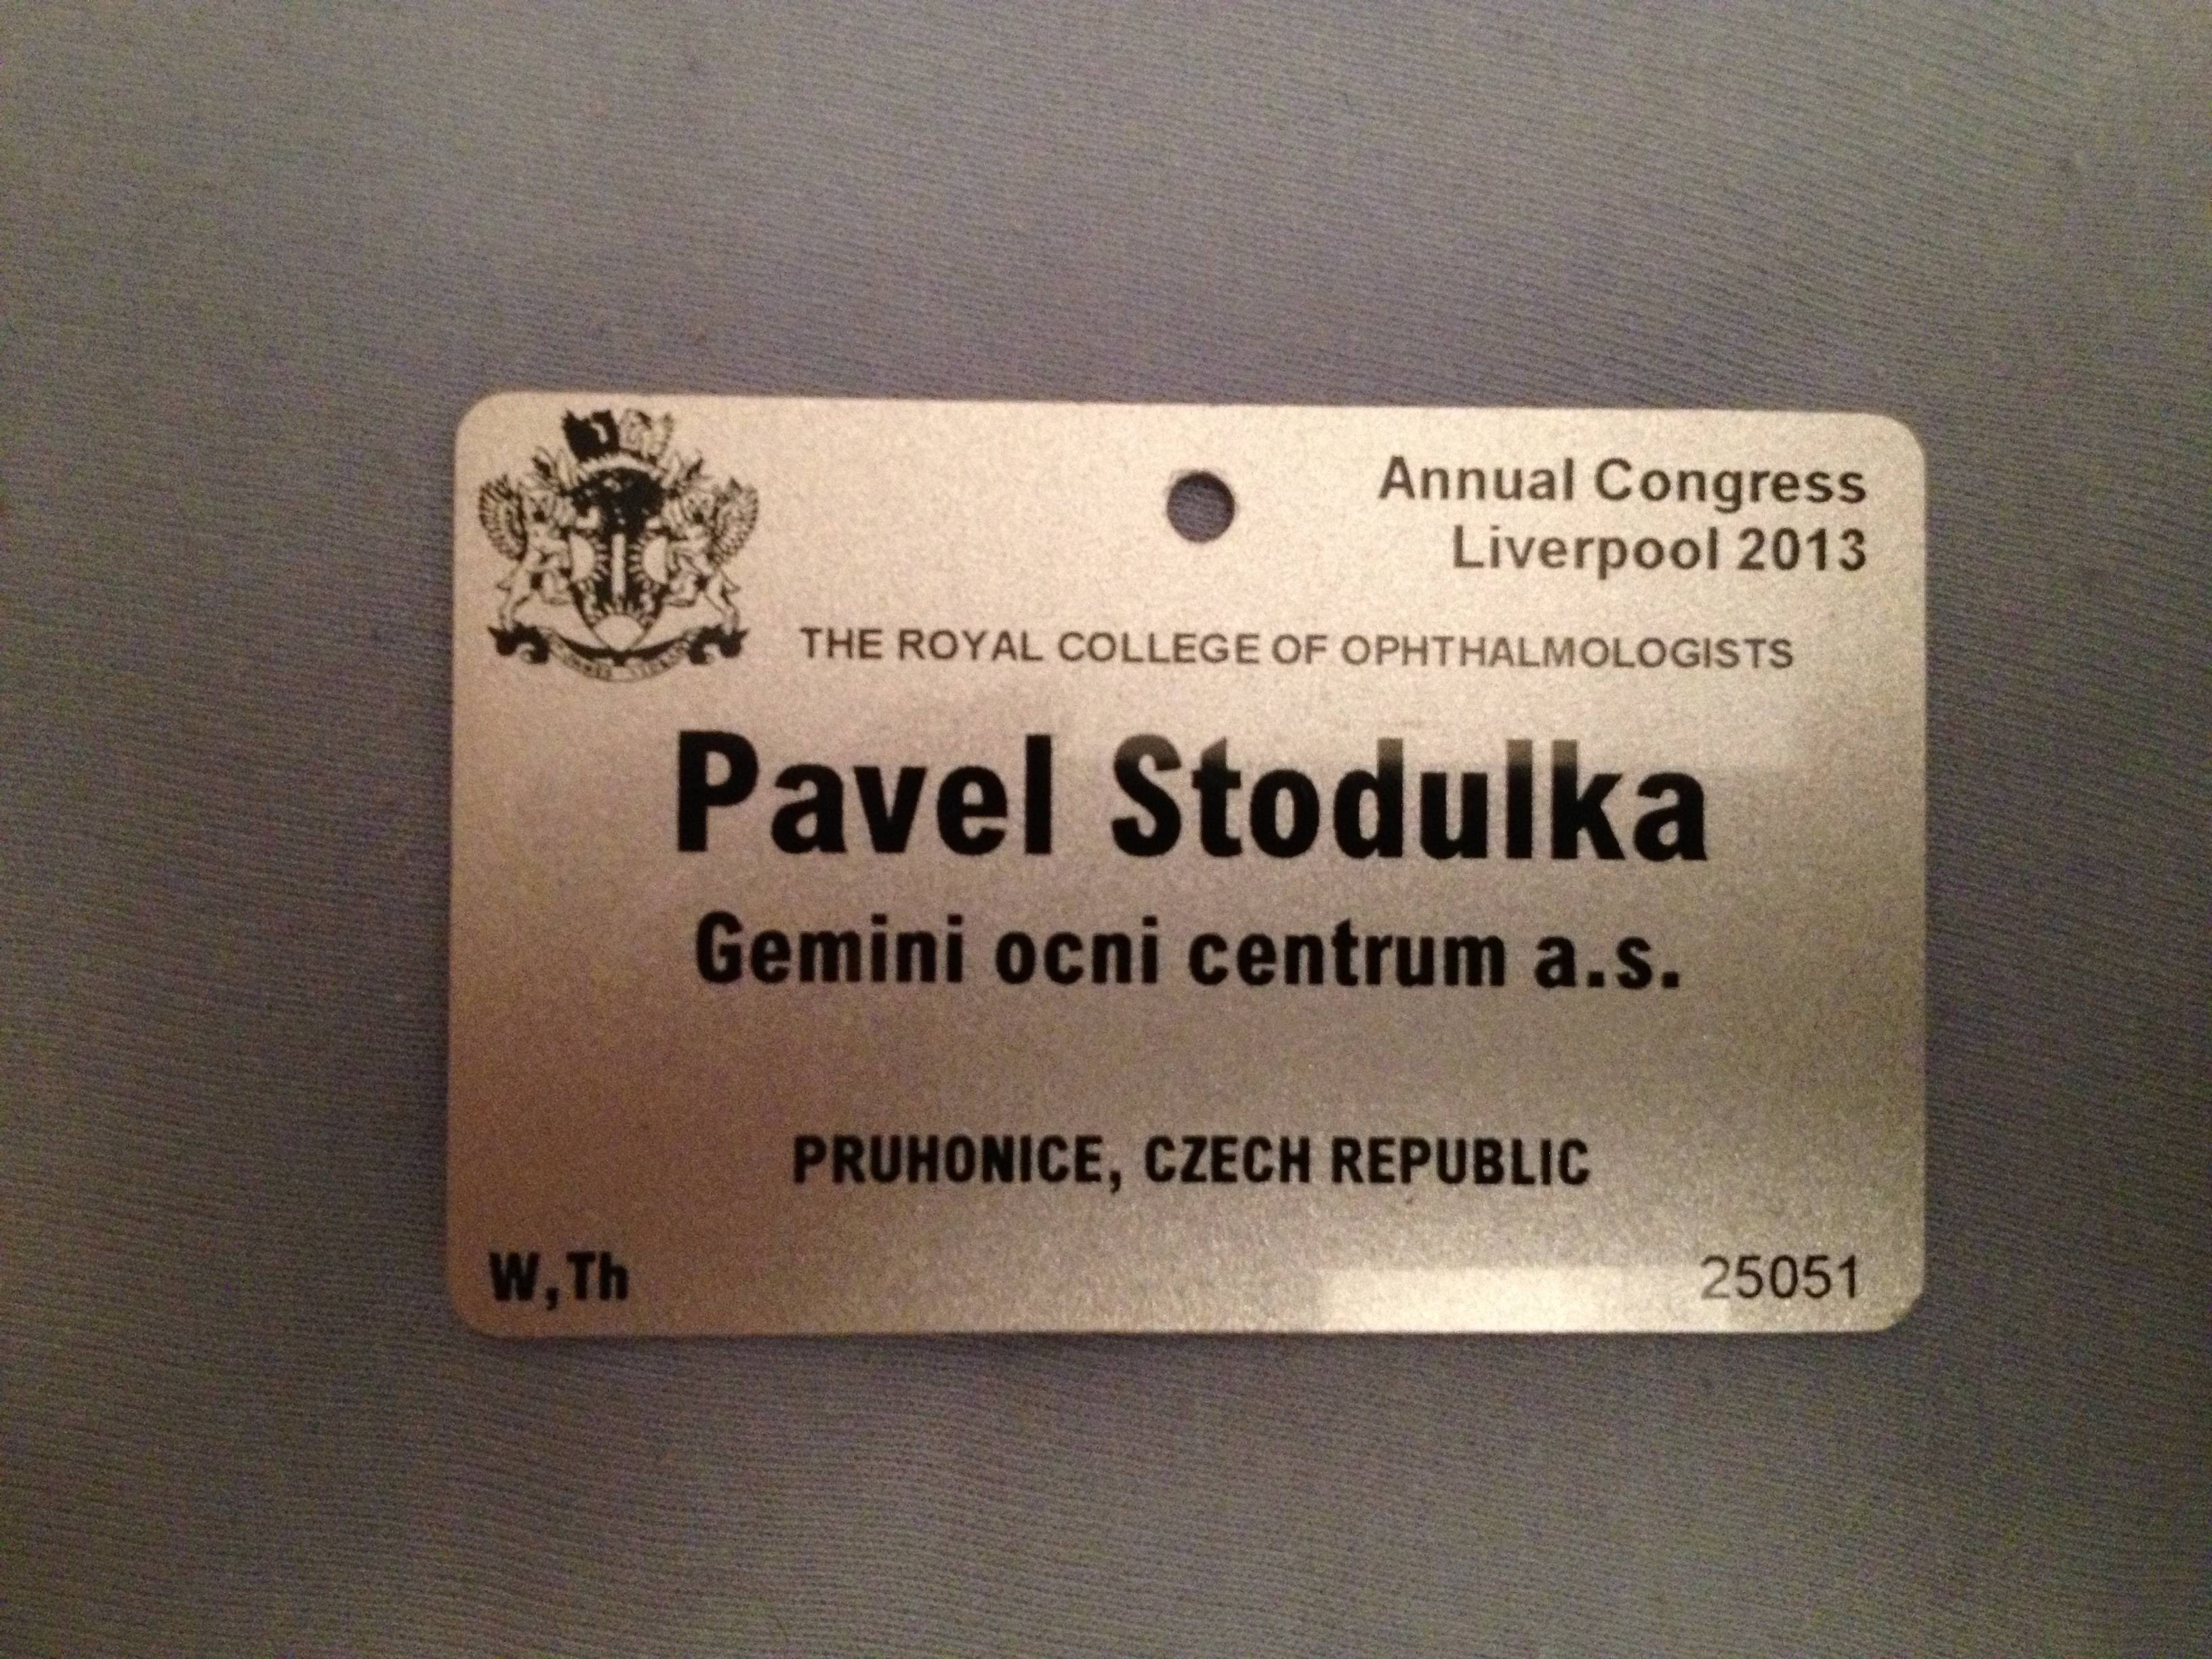 Annual Congress
Liverpool 2013
THE ROYAL COLLEGE OF OPHTHALMOLOGISTS
Pavel Stodulka
Gemini ocni centrum a.s.
PRUHONICE, CZECH REPUBLIC
W,Th
25051